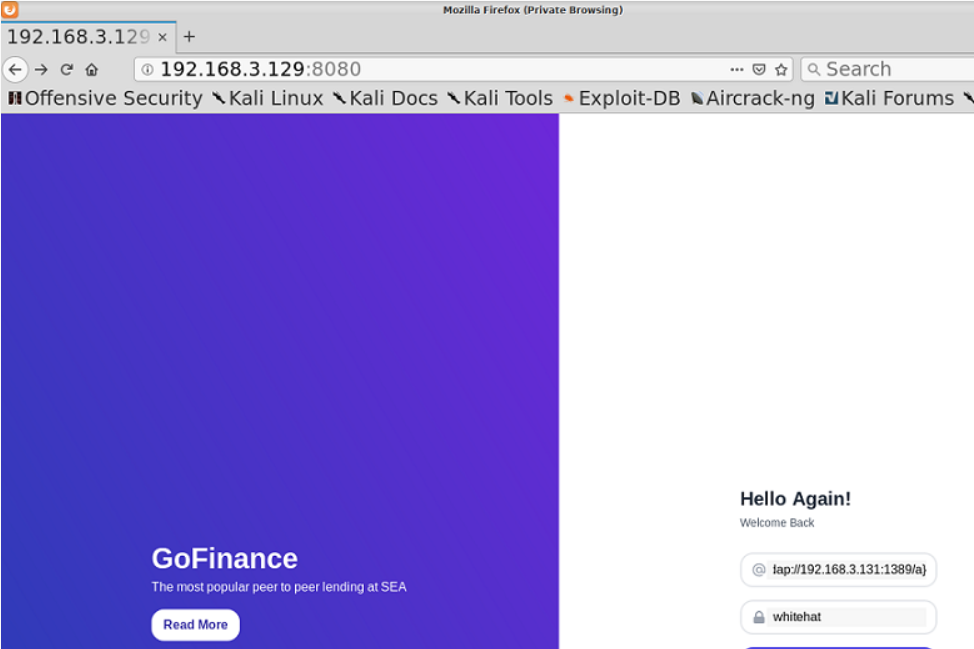 Mozilla Firefox (Private Browsing)
192.168.3.129 × +
192.168.3.129:8080 ··· Search
Offensive Security Kali Linux Kali Docs Kali Tools Exploit-DB Aircrack-ng Kali Forums
Hello Again!
Welcome Back
GoFinance
@ dap://192.168.3.131:1389/a}
The most popular peer to peer lending at SEA
Read More
whitehat